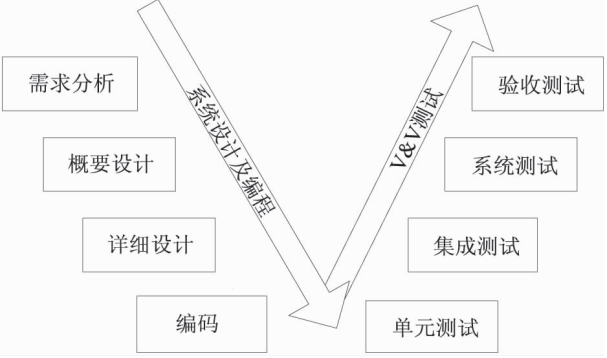 需求分析
概要设计
详细设计
编码
系统设计及编程
V&V测试
验收测试
系统测试
集成测试
单元测试